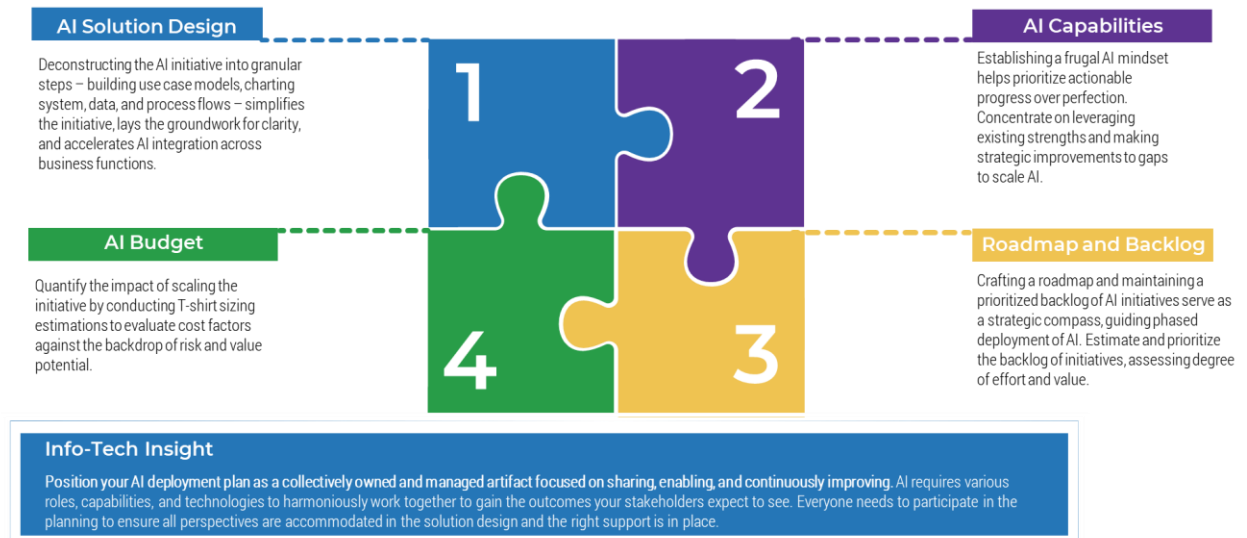 AI Solution Design
Deconstructing the AI initiative into granular
steps – building use case models, charting
system, data, and process flows – simplifies
the initiative, lays the groundwork for clarity,
and accelerates AI integration across
business functions.
1
2
AI Capabilities
Establishing a frugal AI mindset
helps prioritize actionable
progress over perfection.
Concentrate on leveraging
existing strengths and making
strategic improvements to gaps
to scale AI.
AI Budget
Quantify the impact of scaling the
initiative by conducting T-shirt sizing
estimations to evaluate cost factors
against the backdrop of risk and value
potential.
4
3
Roadmap and Backlog
Crafting a roadmap and maintaining a
prioritized backlog of AI initiatives serve as
a strategic compass, guiding phased
deployment of AI. Estimate and prioritize
the backlog of initiatives, assessing degree
of effort and value.
Info-Tech Insight
Position your AI deployment plan as a collectively owned and managed artifact focused on sharing, enabling, and continuously improving. AI requires various
roles, capabilities, and technologies to harmoniously work together to gain the outcomes your stakeholders expect to see. Everyone needs to participate in the
planning to ensure all perspectives are accommodated in the solution design and the right support is in place.